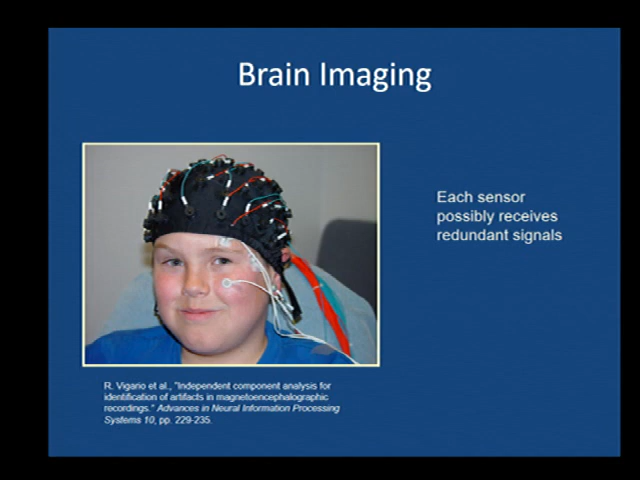 Brain Imaging
Each sensor
possibly receives
redundant signals
R. Vigario et al., "Independent component analysis for
identification of artifacts in magnetoencephalographic
recordings." Advances in Neural Information Processing
Systems 10, pp. 229-235.